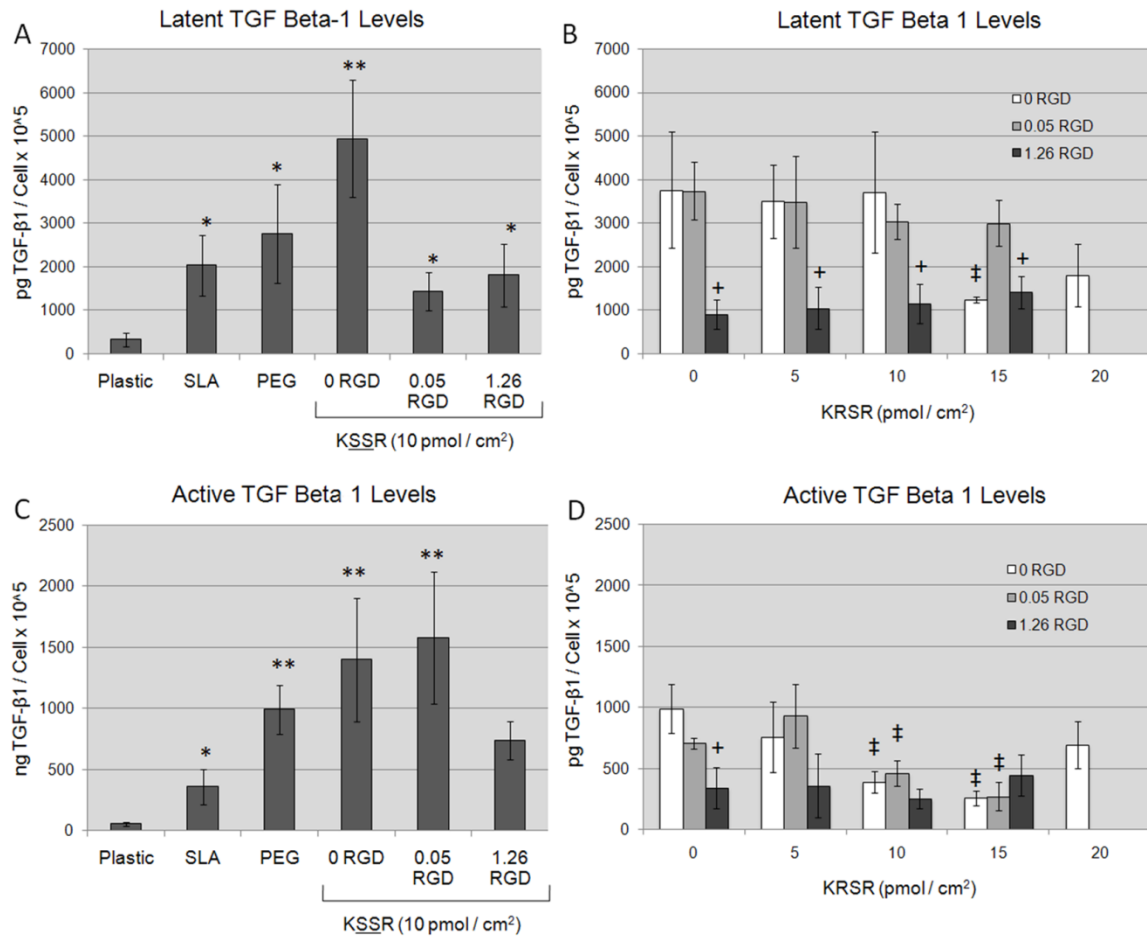 A
Latent TGF Beta-1 Levels
pg TGF-β1 / Cell x 10^5
7000
6000
5000
4000
3000
2000
1000
0
*
*
**
*
*
Plastic SLA PEG 0 RGD 0.05 RGD 1.26 RGD
KSSR (10 pmol / cm²)
B
Latent TGF Beta 1 Levels
pg TGF-β1 / Cell x 10^5
7000
6000
5000
4000
3000
2000
1000
0
0 RGD
0.05 RGD
1.26 RGD
+
+
+
‡
+
0 5 10 15 20
KRSR (pmol / cm²)
C
Active TGF Beta 1 Levels
ng TGF-β1 / Cell x 10^5
2500
2000
1500
1000
500
0
*
**
**
**
Plastic SLA PEG 0 RGD 0.05 RGD 1.26 RGD
KSSR (10 pmol / cm²)
D
Active TGF Beta 1 Levels
pg TGF-β1 / Cell x 10^5
2500
2000
1500
1000
500
0
0 RGD
0.05 RGD
1.26 RGD
+
‡
‡
‡
‡
0 5 10 15 20
KRSR (pmol / cm²)